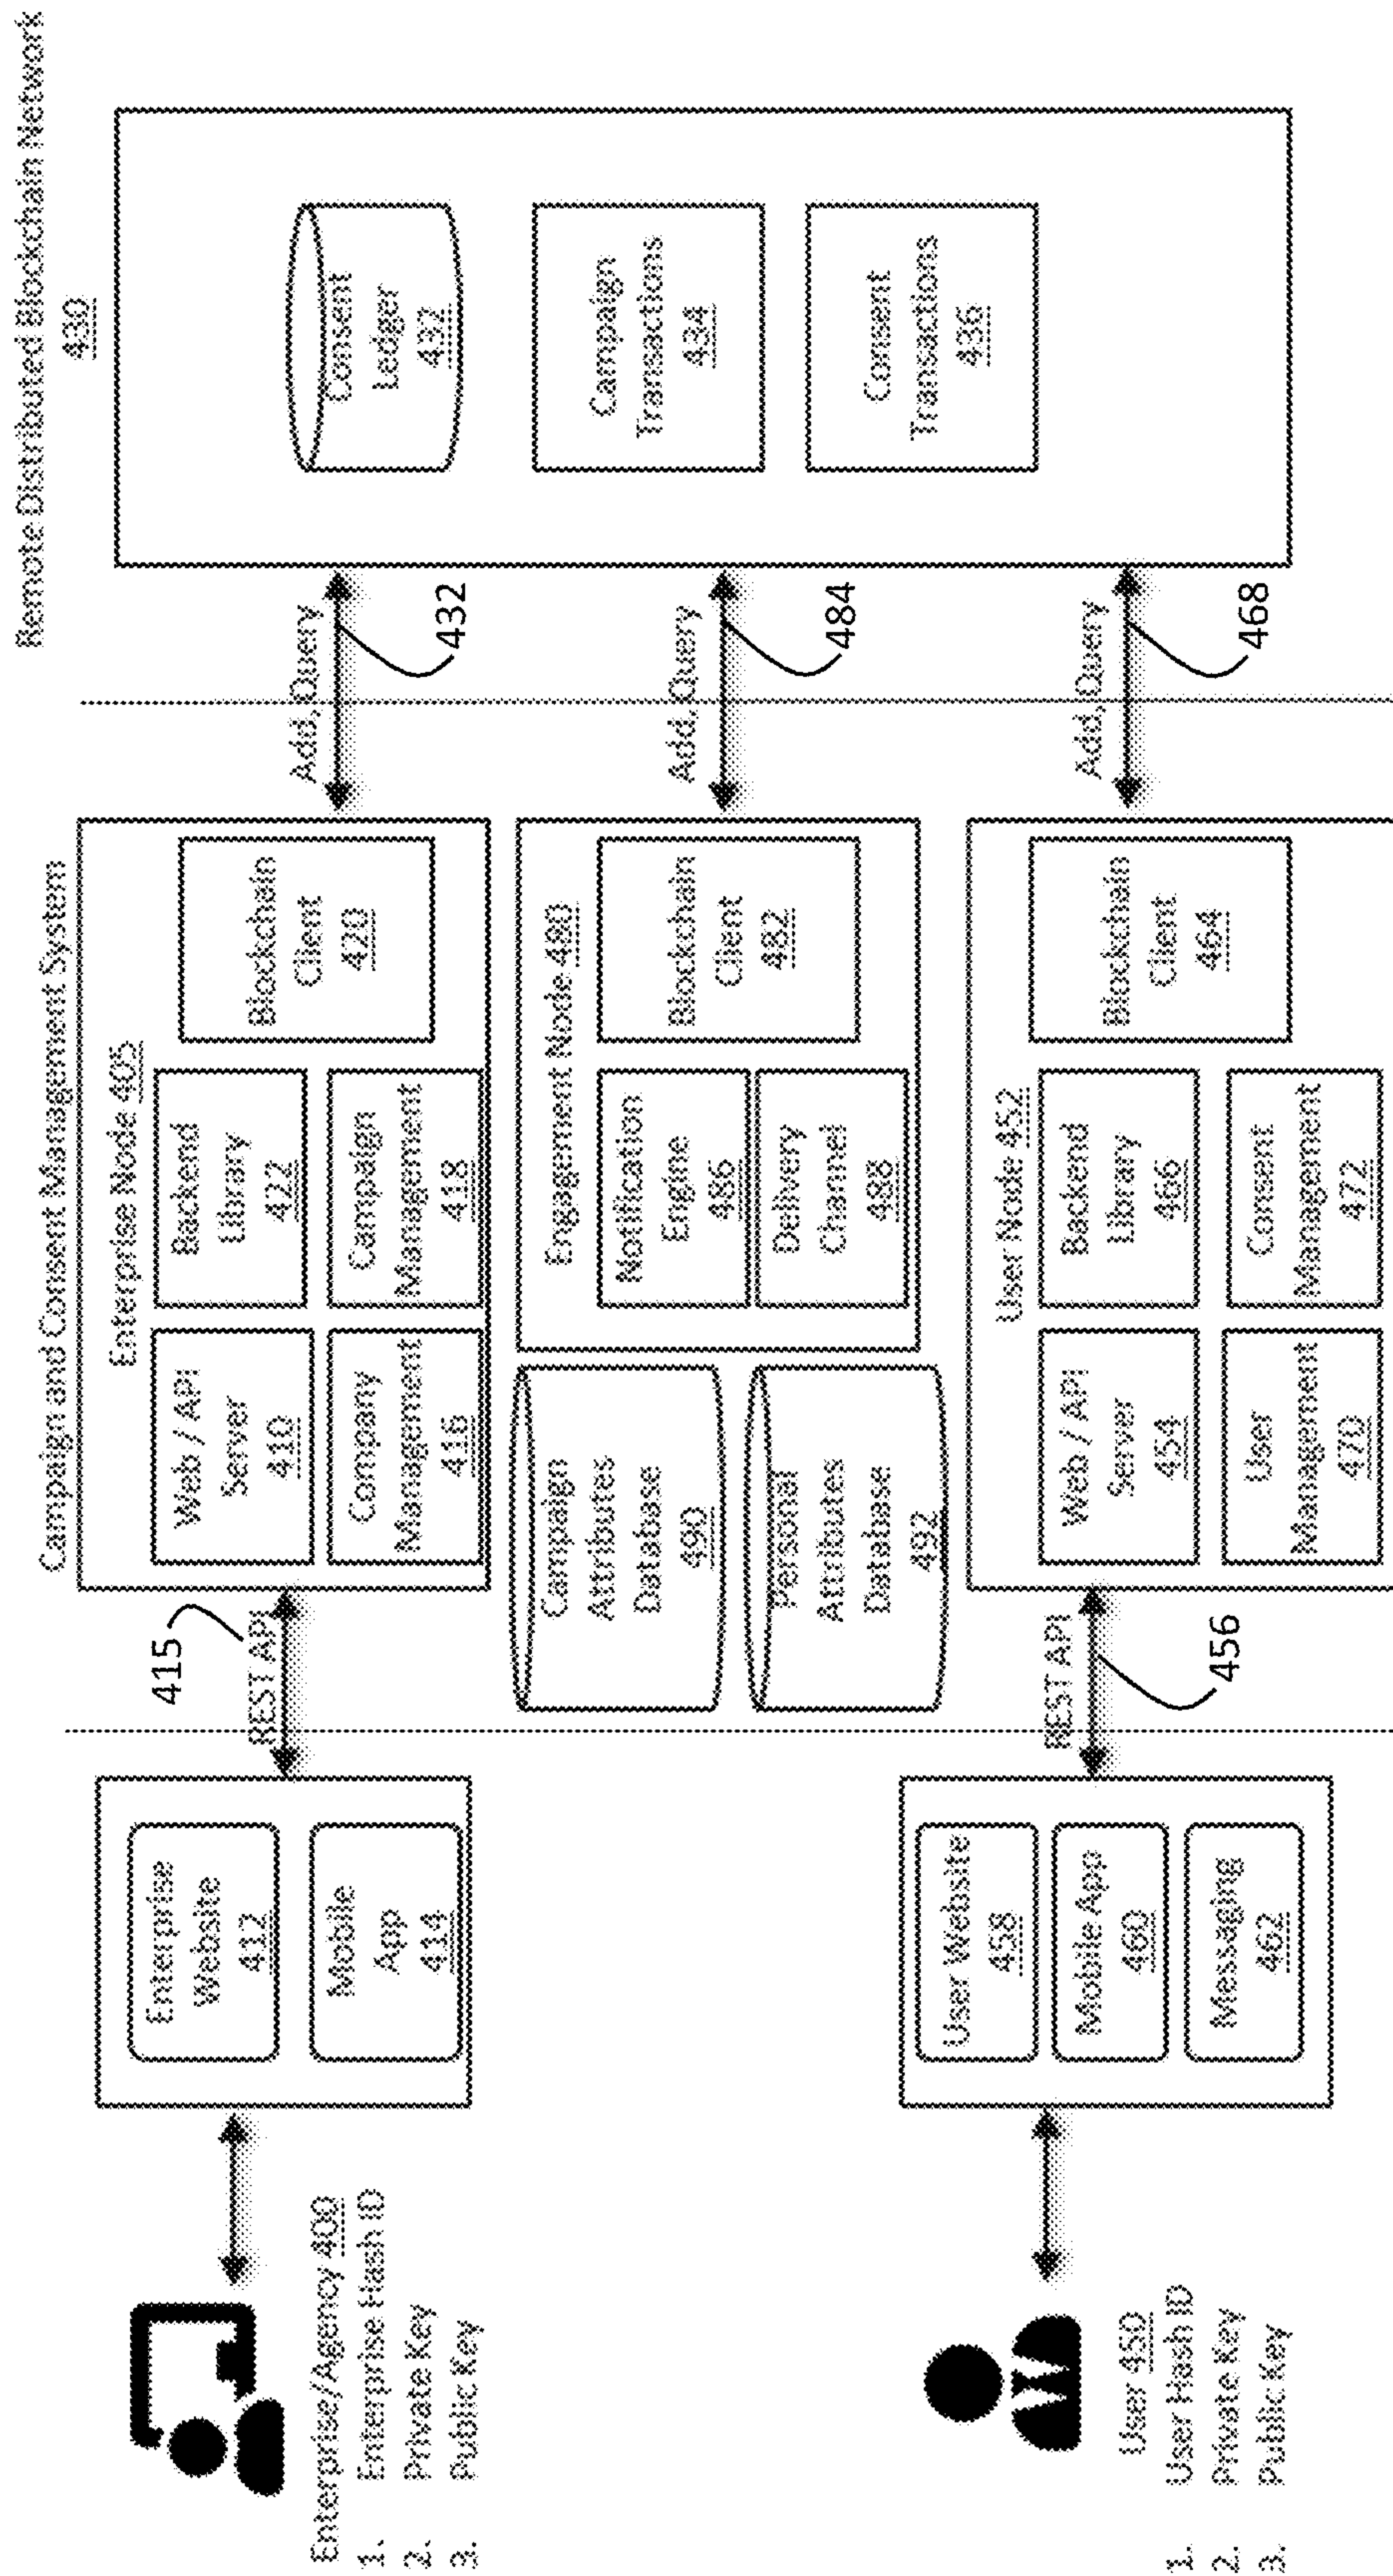 Enterprise/Agency 400
1. Enterprise Hash ID
2. Private Key
3. Public Key
Enterprise
Website
412
Mobile
App
414
415
REST API
Campaign and Consent Management System
Enterprise Node 405
Web / API
Server
410
Backend
Library
422
Company
Management
416
Campaign
Management
418
Blockchain
Client
420
Add, Query
432
Campaign
Attributes
Database
490
Personal
Attributes
Database
492
Engagement Node 480
Notification
Engine
486
Delivery
Channel
488
Blockchain
Client
482
Add, Query
484
User 450
1. User Hash ID
2. Private Key
3. Public Key
User Website
458
Mobile App
460
Messaging
462
REST API
456
User Node 452
Web / API
Server
454
Backend
Library
466
User
Management
470
Consent
Management
472
Blockchain
Client
464
Add, Query
468
Remote Distributed Blockchain Network
430
Consent
Ledger
432
Campaign
Transactions
434
Consent
Transactions
436